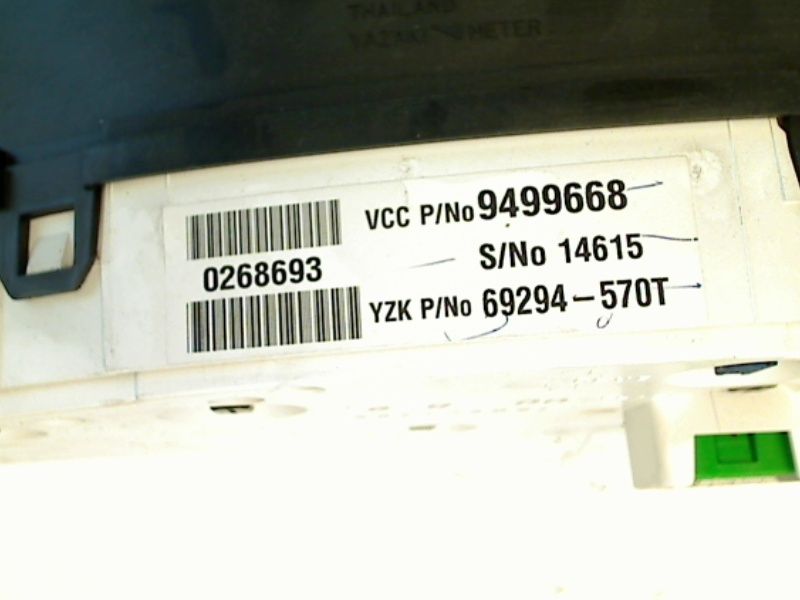 THAILAND
YAZAKI METER
VCC P/No 9499668
0268693
S/No 14615
YZK P/No 69294-570T